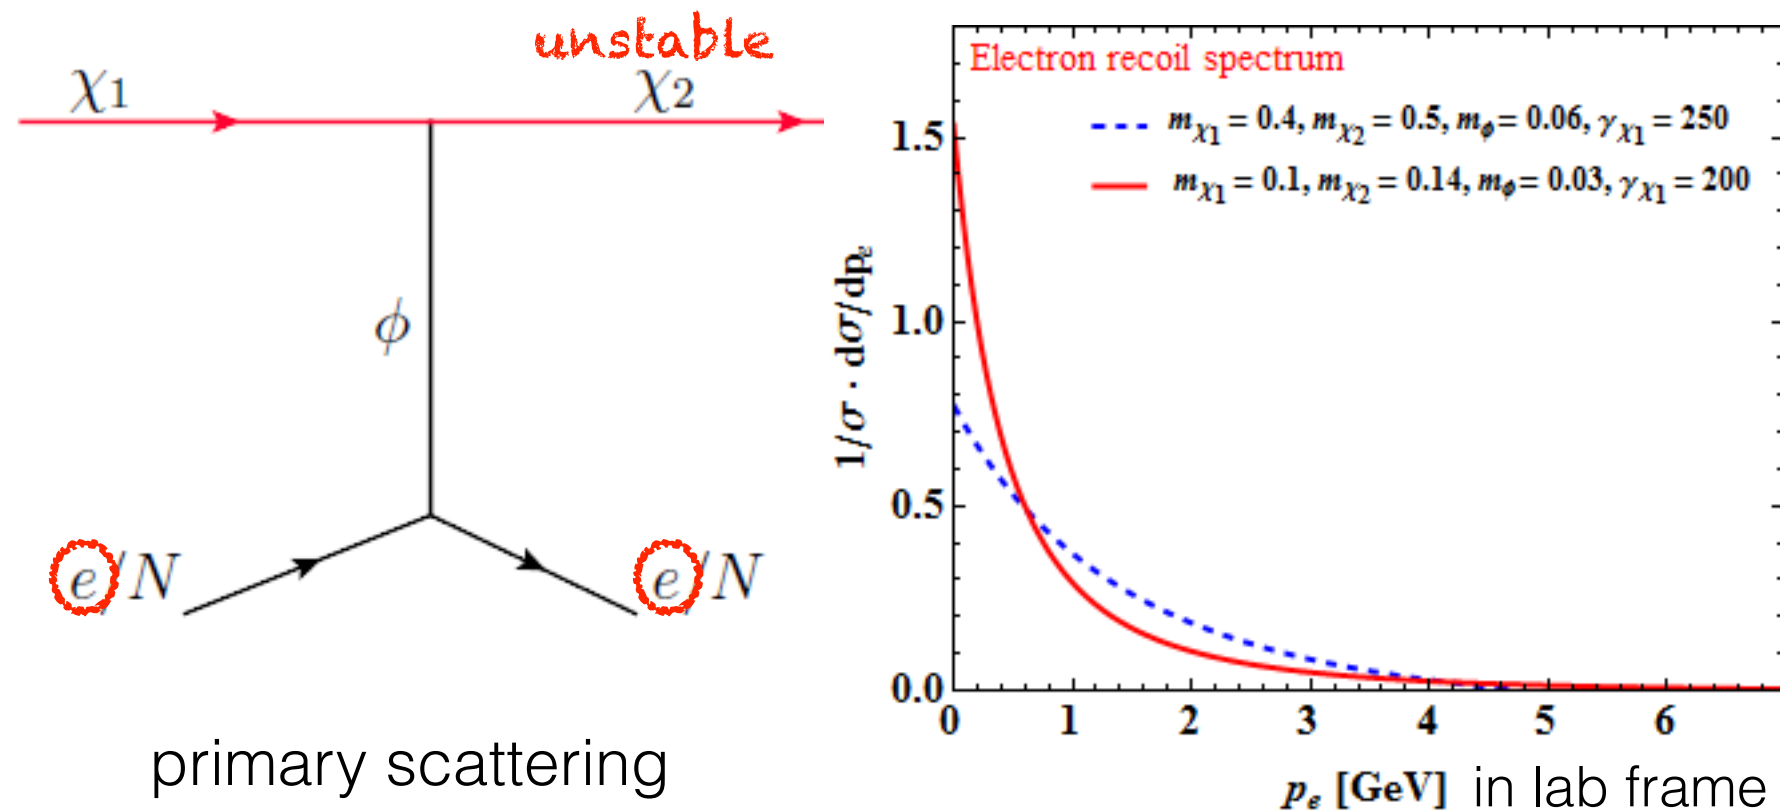 unstable
χ1
χ2
ϕ
e/N
e/N
primary scattering
Electron recoil spectrum
mχ1 = 0.4, mχ2 = 0.5, mϕ = 0.06, γχ1 = 250
mχ1 = 0.1, mχ2 = 0.14, mϕ = 0.03, γχ1 = 200
1/σ · dσ/dpe
1.5
1.0
0.5
0.0
0 1 2 3 4 5 6
pe [GeV] in lab frame